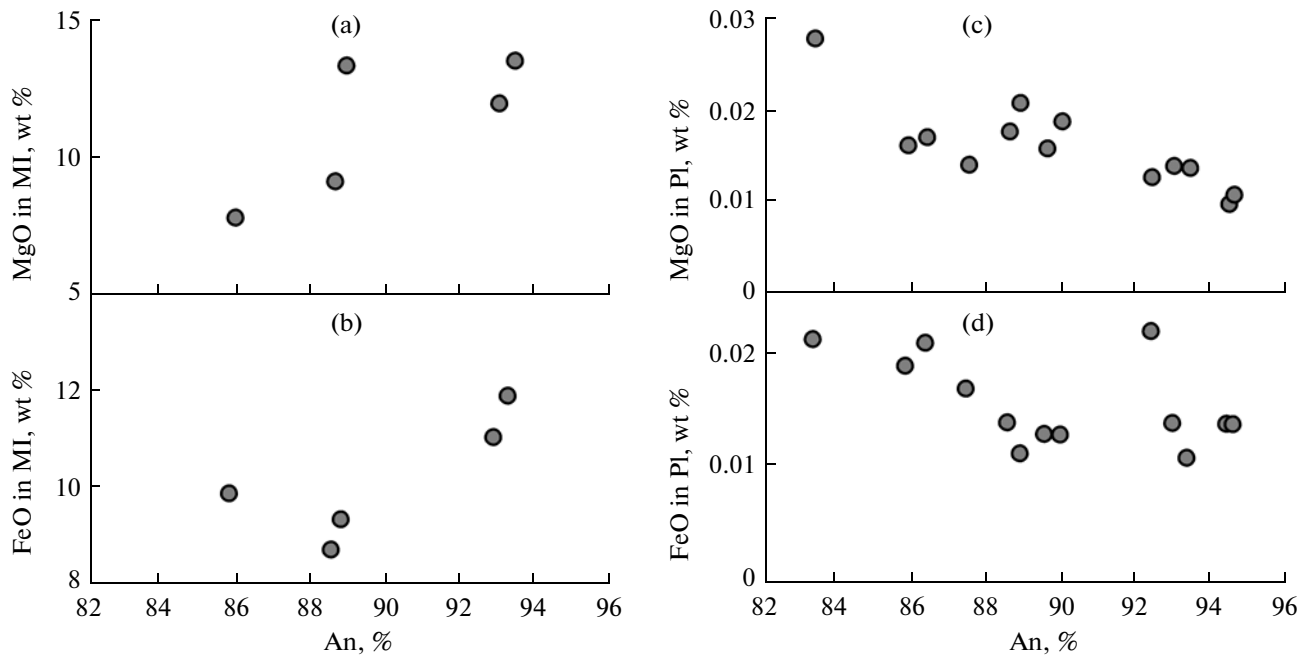 (a)
15
10
5
MgO in MI, wt %
(b)
12
10
8
FeO in MI, wt %
82 84 86 88 90 92 94 96
An, %
(c)
0.03
0.02
0.01
0
MgO in Pl, wt %
(d)
0.02
0.01
0
FeO in Pl, wt %
82 84 86 88 90 92 94 96
An, %